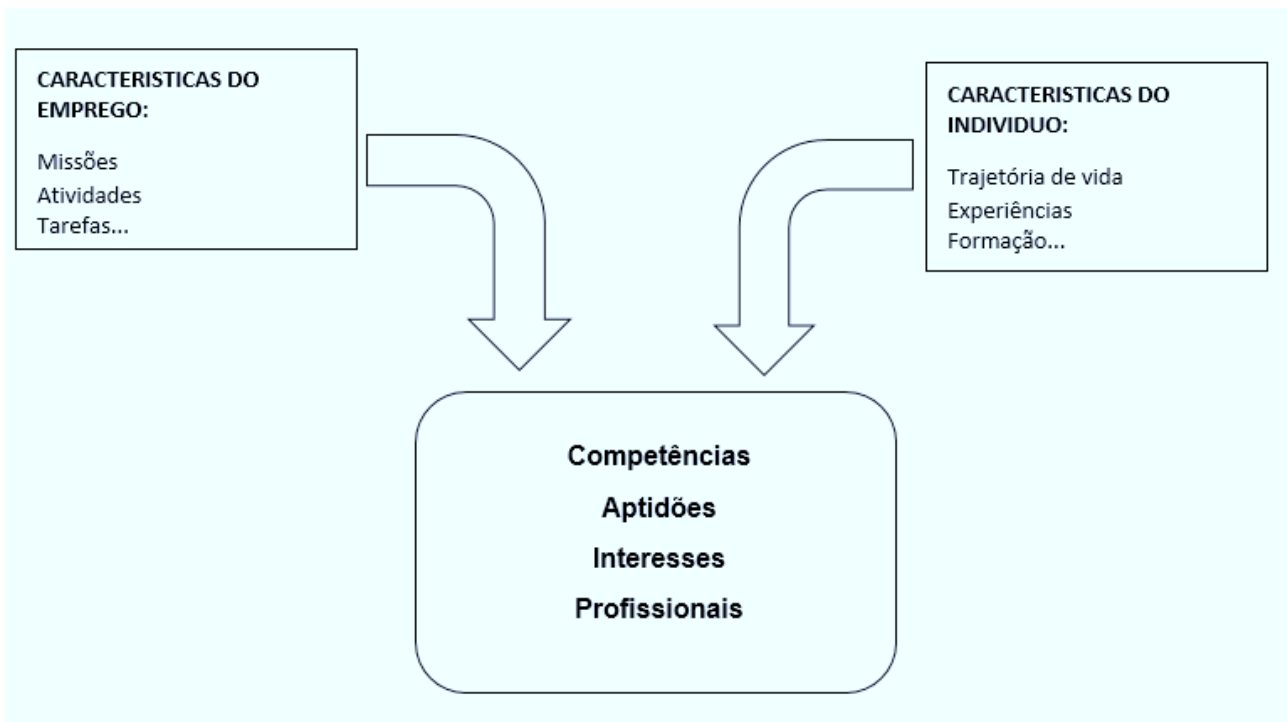 CARACTERISTICAS DO
EMPREGO:
Missões
Atividades
Tarefas...
CARACTERISTICAS DO
INDIVIDUO:
Trajetória de vida
Experiências
Formação...
Competências
Aptidões
Interesses
Profissionais